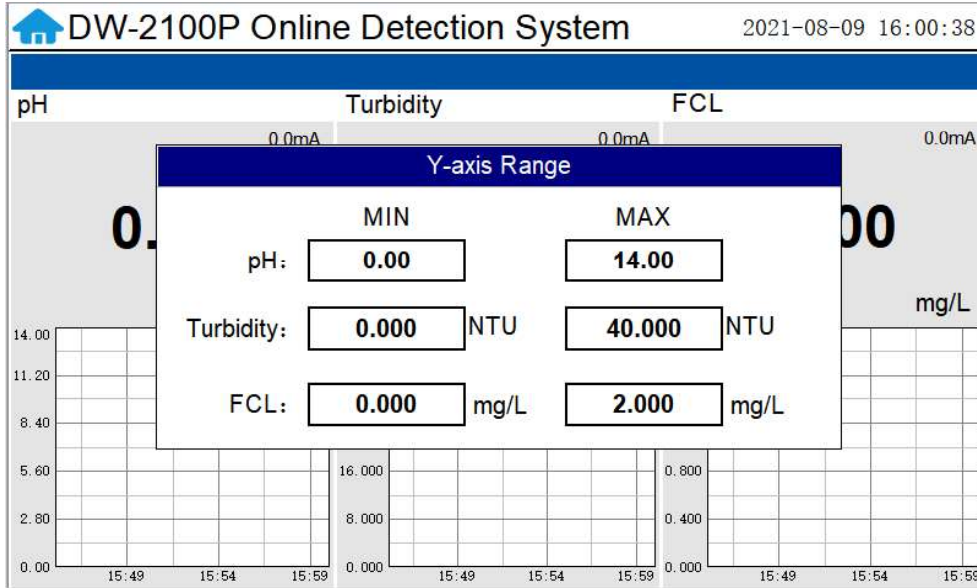 DW-2100P Online Detection System 2021-08-09 16:00:38
pH Turbidity FCL
0.0mA 0.0mA 0.0mA
Y-axis Range
MIN MAX
pH: 0.00 14.00
Turbidity: 0.000 NTU 40.000 NTU
FCL: 0.000 mg/L 2.000 mg/L
mg/L
14.00
11.20
8.40
5.60 16.000 0.800
2.80 8.000 0.400
0.00 0.000 0.000
15:49 15:54 15:59 15:49 15:54 15:59 15:49 15:54 15:59